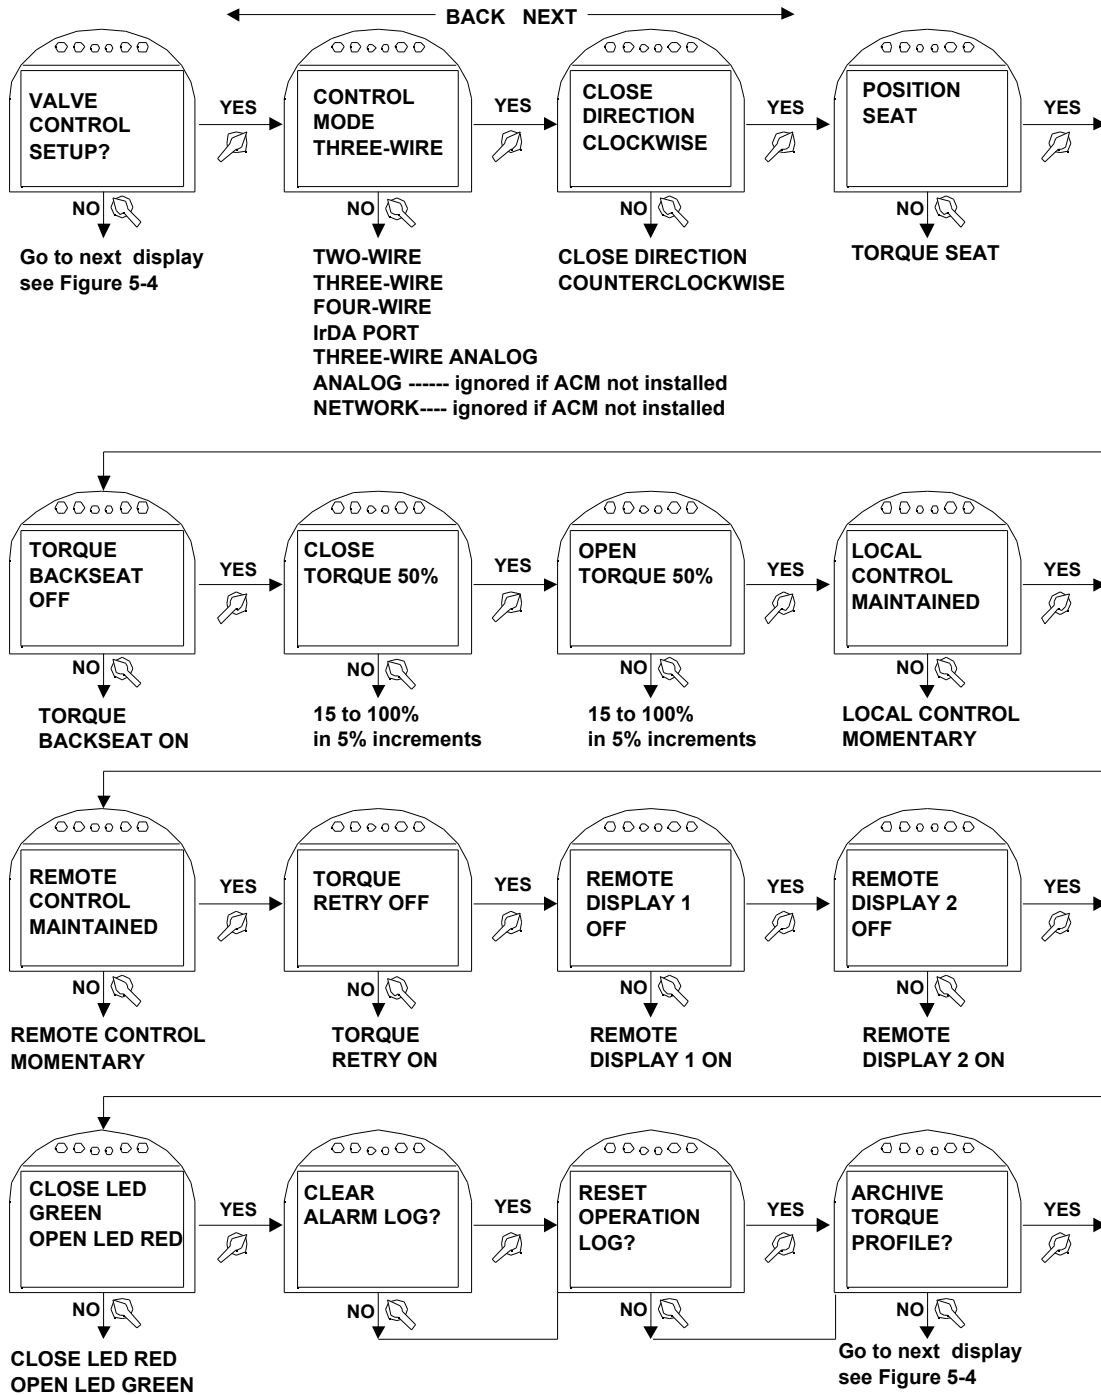 BACK NEXT
VALVE
CONTROL
SETUP?
YES
NO
Go to next display
see Figure 5-4
CONTROL
MODE
THREE-WIRE
YES
NO
TWO-WIRE
THREE-WIRE
FOUR-WIRE
IrDA PORT
THREE-WIRE ANALOG
ANALOG ------ ignored if ACM not installed
NETWORK---- ignored if ACM not installed
CLOSE
DIRECTION
CLOCKWISE
YES
NO
CLOSE DIRECTION
COUNTERCLOCKWISE
POSITION
SEAT
YES
NO
TORQUE SEAT
TORQUE
BACKSEAT
OFF
YES
NO
TORQUE
BACKSEAT ON
CLOSE
TORQUE 50%
YES
NO
15 to 100%
in 5% increments
OPEN
TORQUE 50%
YES
NO
15 to 100%
in 5% increments
LOCAL
CONTROL
MAINTAINED
YES
NO
LOCAL CONTROL
MOMENTARY
REMOTE
CONTROL
MAINTAINED
YES
NO
REMOTE CONTROL
MOMENTARY
TORQUE
RETRY OFF
YES
NO
TORQUE
RETRY ON
REMOTE
DISPLAY 1
OFF
YES
NO
REMOTE
DISPLAY 1 ON
REMOTE
DISPLAY 2
OFF
YES
NO
REMOTE
DISPLAY 2 ON
CLOSE LED
GREEN
OPEN LED RED
YES
NO
CLOSE LED RED
OPEN LED GREEN
CLEAR
ALARM LOG?
YES
NO
RESET
OPERATION
LOG?
YES
NO
ARCHIVE
TORQUE
PROFILE?
YES
NO
Go to next display
see Figure 5-4